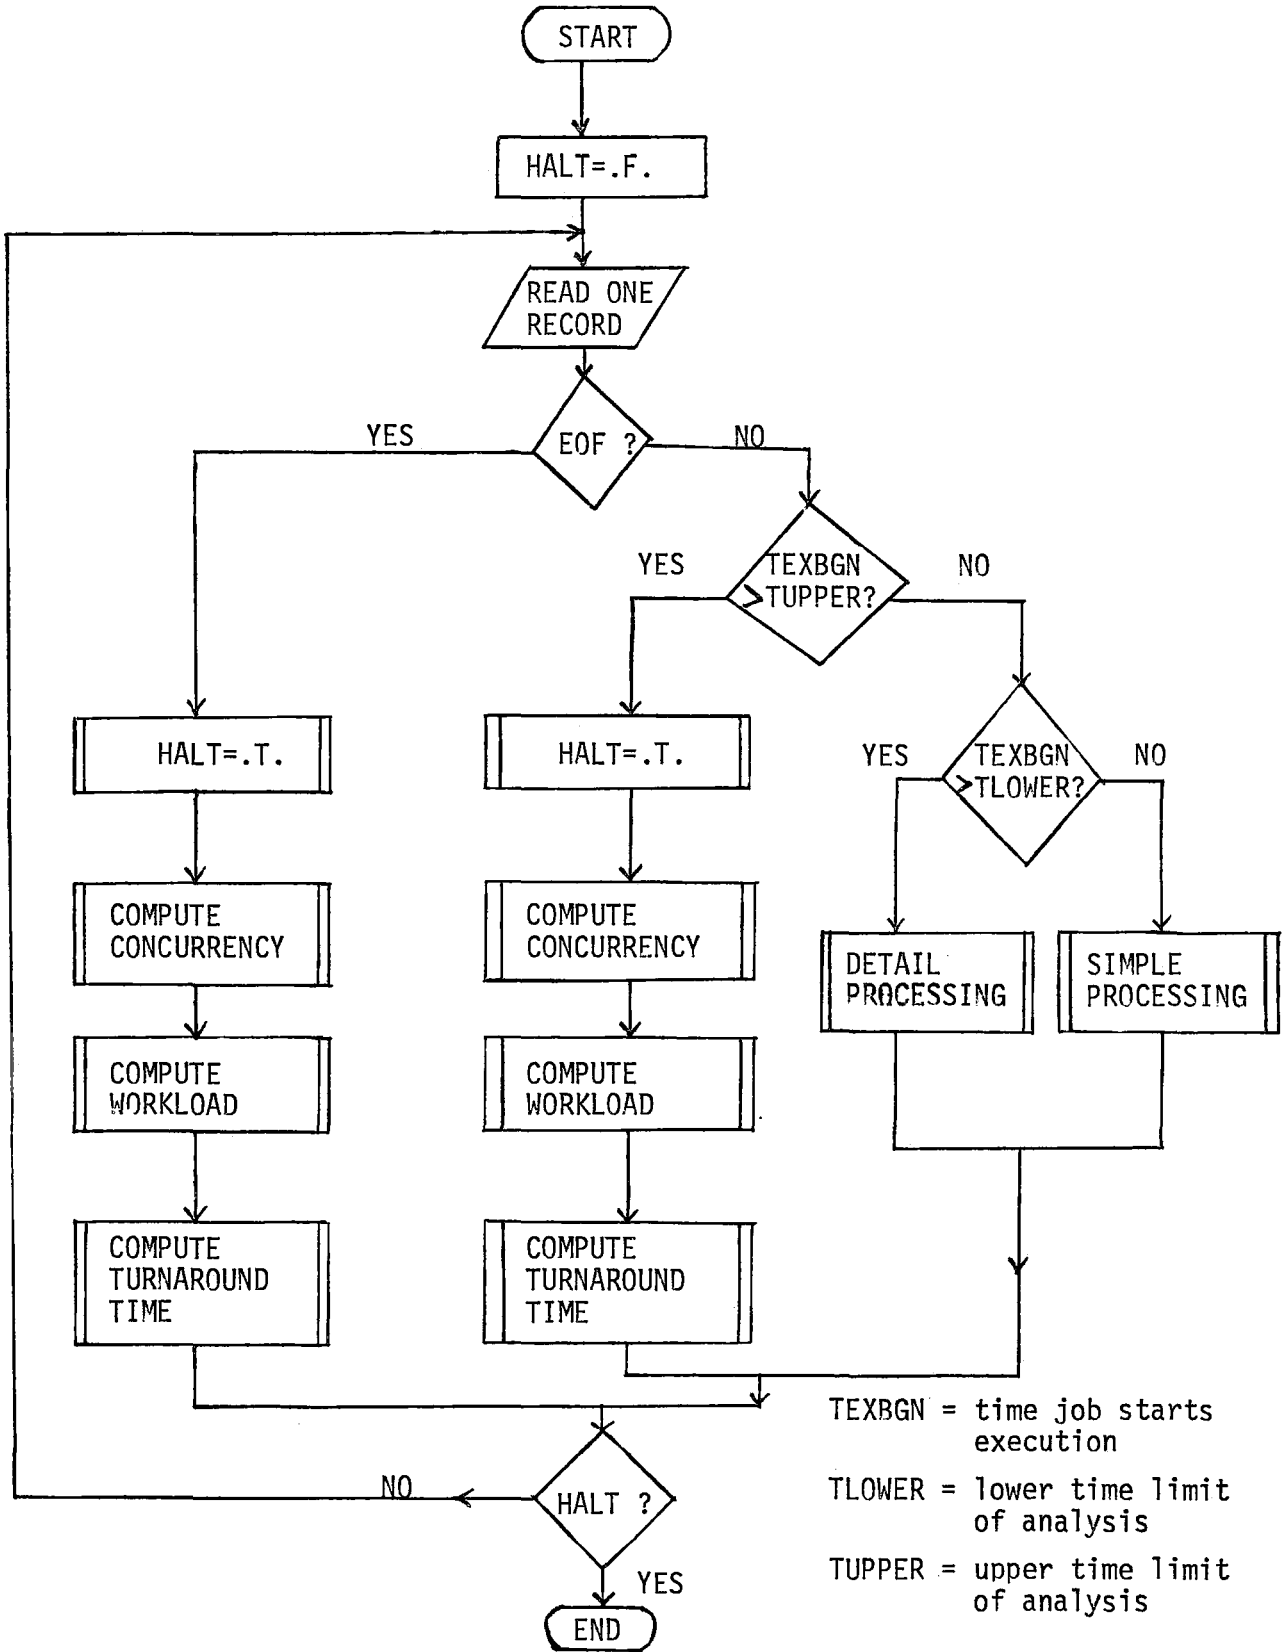 START
HALT=.F.
READ ONE
RECORD
EOF ?
YES
NO
TEXBGN
>TUPPER?
YES
NO
TEXBGN
>TLOWER?
YES
NO
HALT=.T.
COMPUTE
CONCURRENCY
COMPUTE
WORKLOAD
COMPUTE
TURNAROUND
TIME
HALT=.T.
COMPUTE
CONCURRENCY
COMPUTE
WORKLOAD
COMPUTE
TURNAROUND
TIME
DETAIL
PROCESSING
SIMPLE
PROCESSING
HALT ?
NO
YES
END
TEXBGN = time job starts
execution
TLOWER = lower time limit
of analysis
TUPPER = upper time limit
of analysis